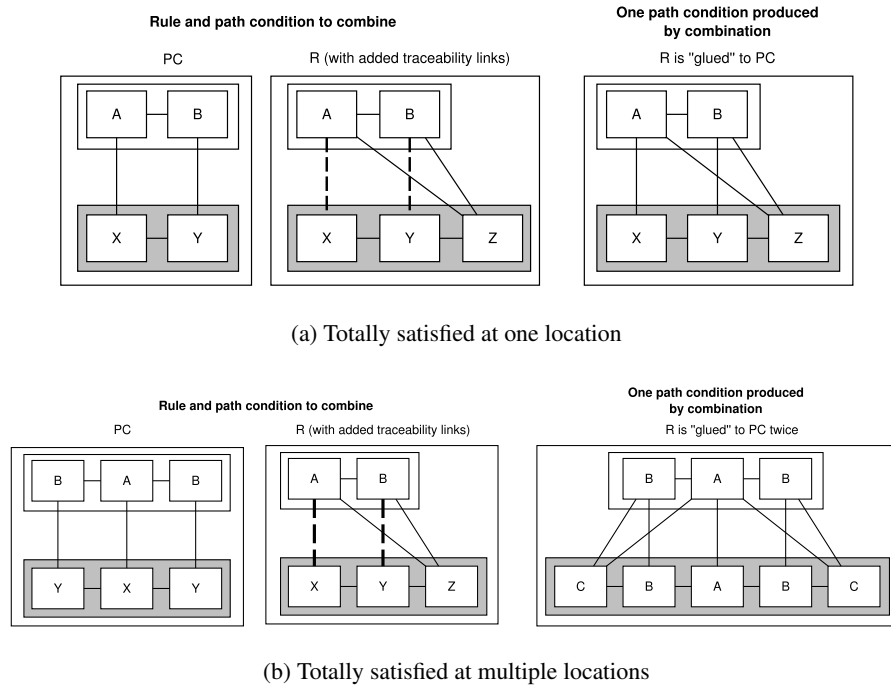 Rule and path condition to combine
One path condition produced
by combination
PC
R (with added traceability links)
R is "glued" to PC
A B
A B
A B
X Y
X Y Z
X Y Z
(a) Totally satisfied at one location
Rule and path condition to combine
One path condition produced
by combination
PC
R (with added traceability links)
R is "glued" to PC twice
B A B
A B
B A B
Y X Y
X Y Z
C B A B C
(b) Totally satisfied at multiple locations